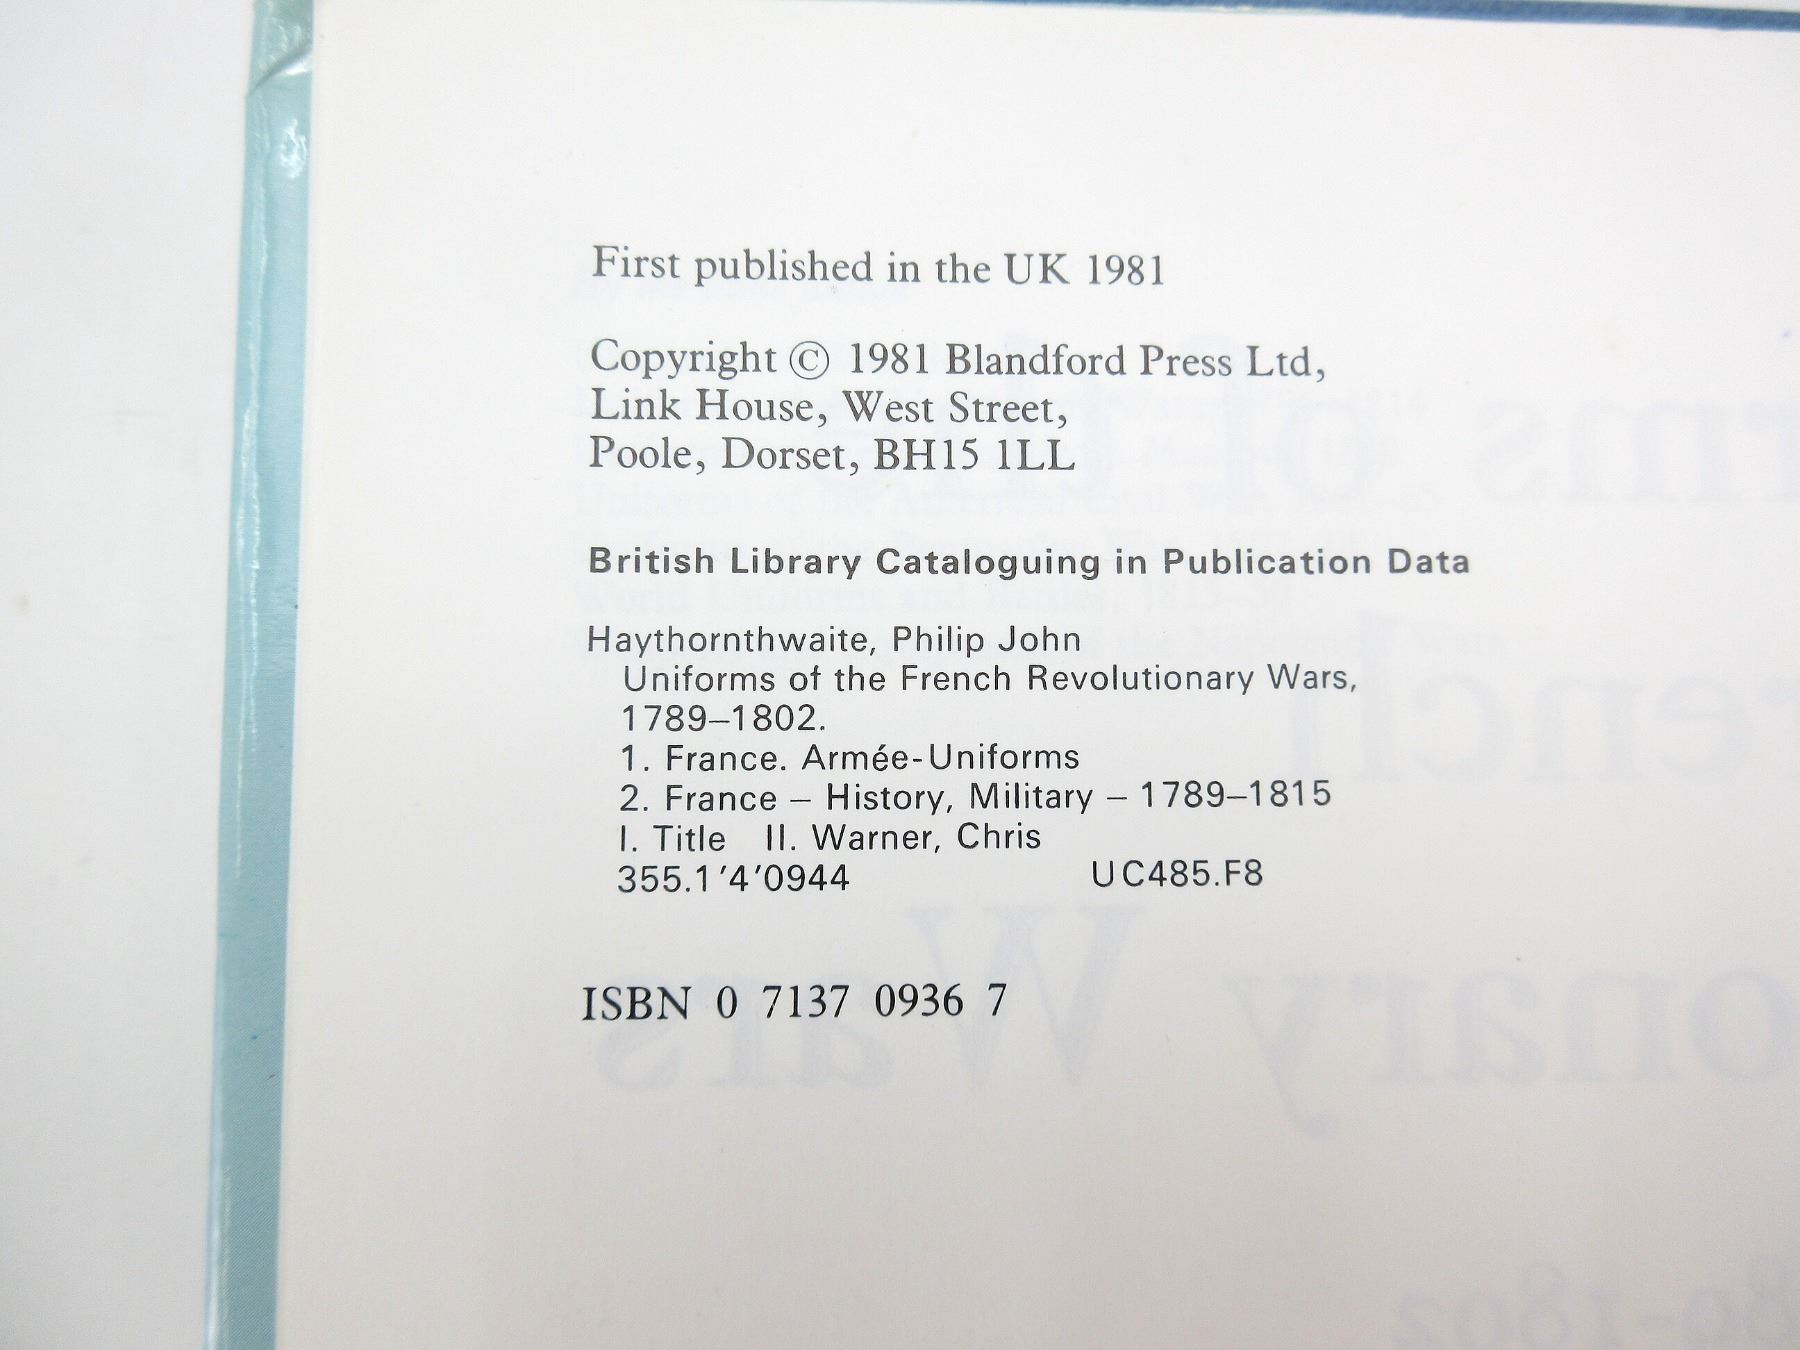 First published in the UK 1981
Copyright © 1981 Blandford Press Ltd,
Link House, West Street,
Poole, Dorset, BH15 1LL
British Library Cataloguing in Publication Data
Haythornthwaite, Philip John
Uniforms of the French Revolutionary Wars,
1789–1802.
1. France. Armée-Uniforms
2. France – History, Military – 1789–1815
I. Title II. Warner, Chris
355.1'4'0944 UC485.F8
ISBN 0 7137 0936 7